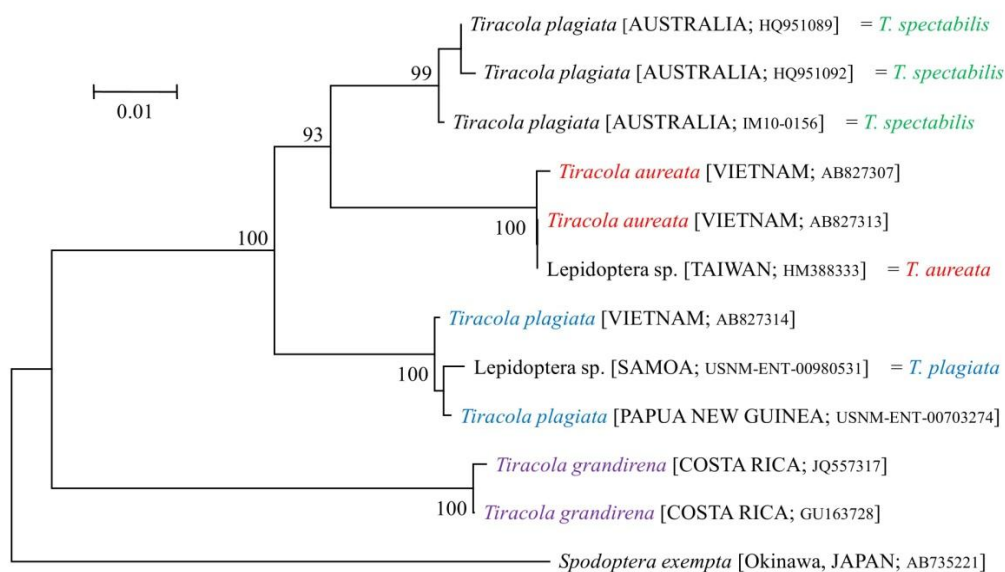 Tiracola plagiata [AUSTRALIA; HQ951089] = T. spectabilis
99
Tiracola plagiata [AUSTRALIA; HQ951092] = T. spectabilis
0.01
Tiracola plagiata [AUSTRALIA; IM10-0156] = T. spectabilis
93
Tiracola aureata [VIETNAM; AB827307]
Tiracola aureata [VIETNAM; AB827313]
100
100
Lepidoptera sp. [TAIWAN; HM388333] = T. aureata
Tiracola plagiata [VIETNAM; AB827314]
100
Lepidoptera sp. [SAMOA; USNM-ENT-00980531] = T. plagiata
Tiracola plagiata [PAPUA NEW GUINEA; USNM-ENT-00703274]
Tiracola grandirena [COSTA RICA; JQ557317]
100
Tiracola grandirena [COSTA RICA; GU163728]
Spodoptera exempta [Okinawa, JAPAN; AB735221]